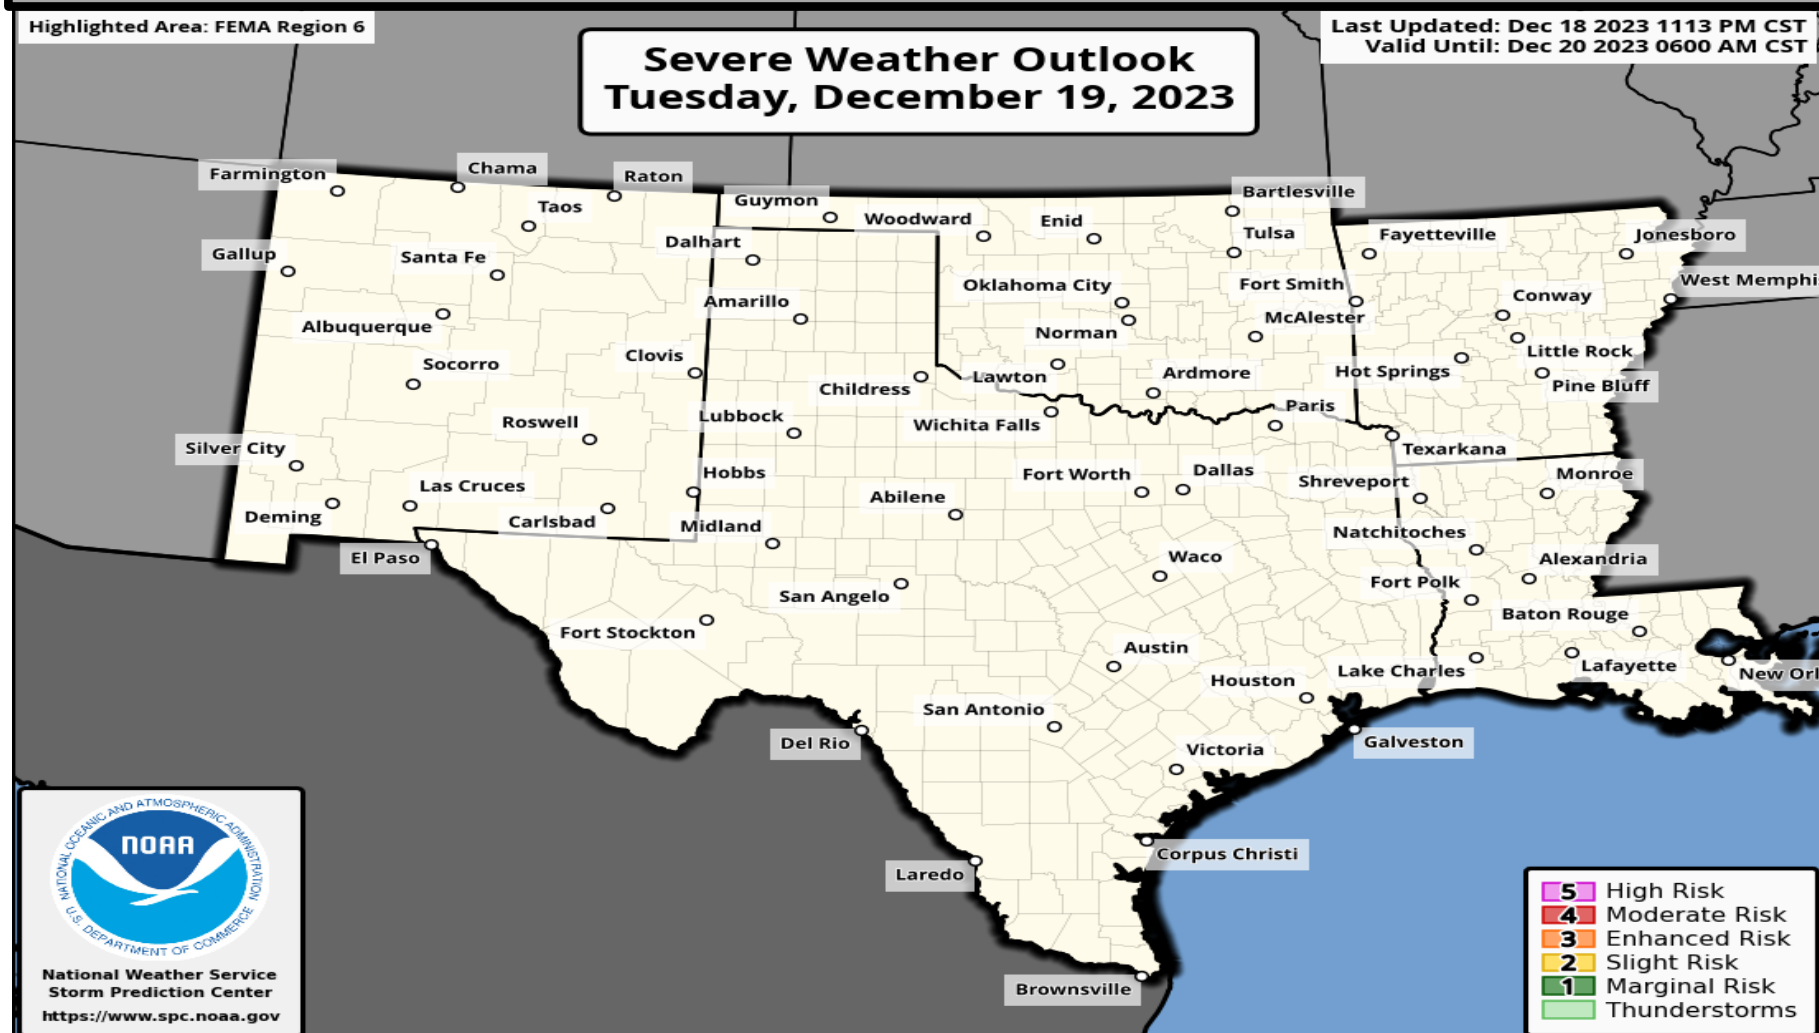 Highlighted Area: FEMA Region 6
Severe Weather Outlook
Tuesday, December 19, 2023
Last Updated: Dec 18 2023 1113 PM CST
Valid Until: Dec 20 2023 0600 AM CST
Farmington
Chama
Raton
Taos
Guymon
Woodward
Enid
Bartlesville
Tulsa
Fayetteville
Jonesboro
Gallup
Santa Fe
Dalhart
Oklahoma City
Fort Smith
Conway
West Memphi
Albuquerque
Amarillo
Norman
McAlester
Little Rock
Socorro
Clovis
Childress
Lawton
Ardmore
Hot Springs
Pine Bluff
Silver City
Roswell
Lubbock
Wichita Falls
Paris
Texarkana
Deming
Las Cruces
Carlsbad
Hobbs
Midland
Abilene
Fort Worth
Dallas
Shreveport
Monroe
El Paso
San Angelo
Waco
Natchitoches
Alexandria
Fort Polk
Baton Rouge
Fort Stockton
Austin
Houston
Lake Charles
Lafayette
New Orl
San Antonio
Del Rio
Victoria
Galveston
Laredo
Corpus Christi
Brownsville
NATIONAL OCEANIC AND ATMOSPHERIC ADMINISTRATION
NOAA
U.S. DEPARTMENT OF COMMERCE
National Weather Service
Storm Prediction Center
https://www.spc.noaa.gov
5 High Risk
4 Moderate Risk
3 Enhanced Risk
2 Slight Risk
1 Marginal Risk
Thunderstorms